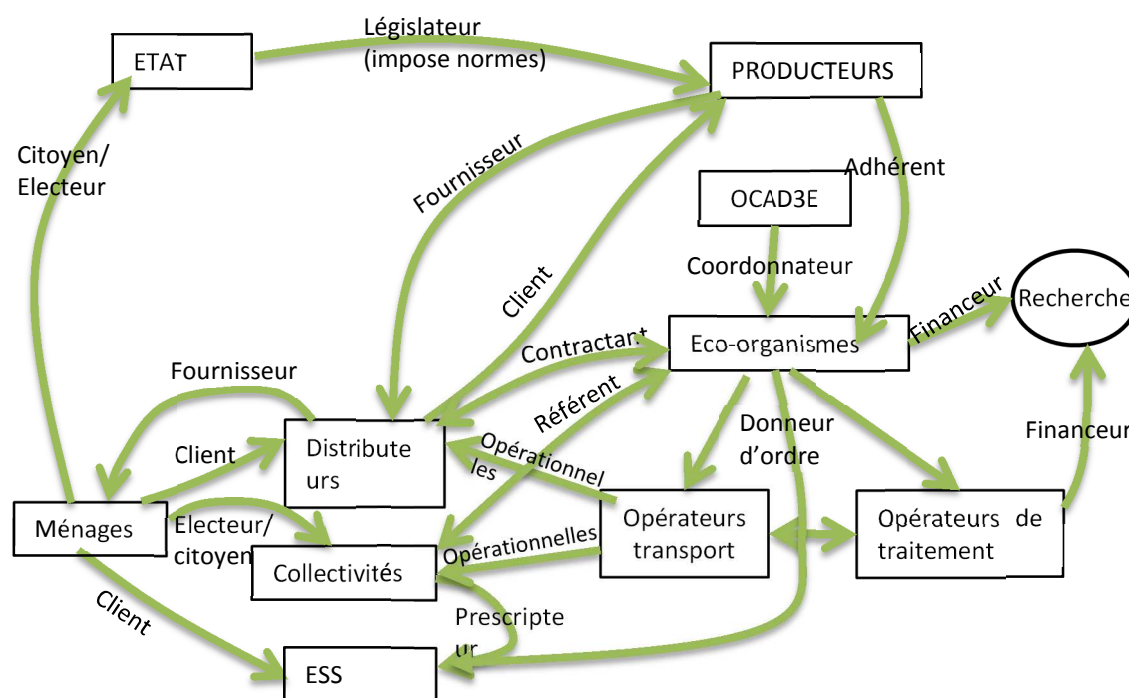 Législateur
(impose normes)
ETAT
PRODUCTEURS
Citoyen/
Electeur
Fournisseur
Adhérent
OCAD3E
Coordonnateur
Client
Financeur
Recherche
Contractant
Eco-organismes
Fournisseur
Référent
Donneur
d'ordre
Financeur
Client
Distribute
urs
Opérationnel
les
Ménages
Electeur/
citoyen
Opérateurs
transport
Opérateurs de
traitement
Collectivités
Opérationnelles
Client
Prescripte
ur
ESS